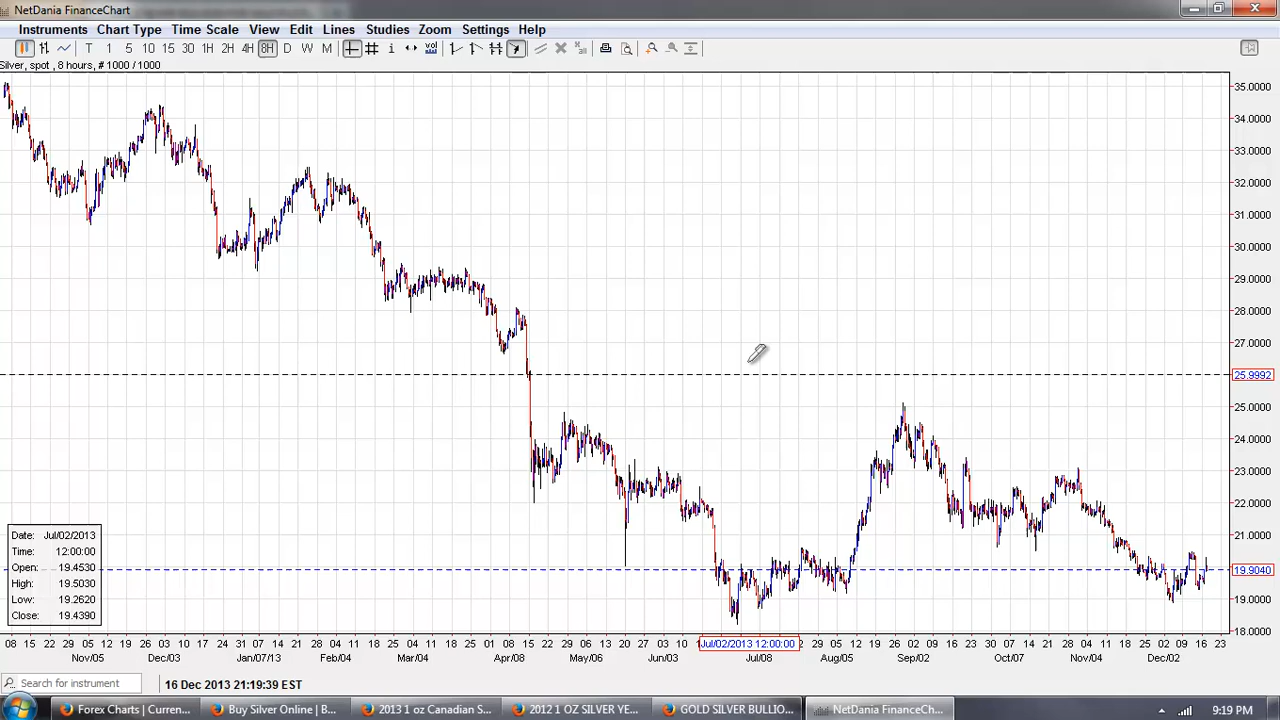 NetDania FinanceChart
Instruments Chart Type Time Scale View Edit Lines Studies Zoom Settings Help
T 1 5 10 15 30 1H 2H 4H 8H D W M i vol
Silver, spot , 8 hours, # 1000 / 1000
35.0000
34.0000
33.0000
32.0000
31.0000
30.0000
29.0000
28.0000
27.0000
25.9992
25.0000
24.0000
23.0000
22.0000
21.0000
19.9040
19.0000
18.0000
Date: Jul/02/2013
Time: 12:00:00
Open: 19.4530
High: 19.5030
Low: 19.2620
Close: 19.4390
08 15 22 29 05 12 19 26 03 10 17 24 31 07 14 21 28 04 11 18 25 04 11 18 25 01 08 15 22 29 06 13 20 27 03 10 Jul/02/2013 12:00:00 29 05 12 19 26 02 09 16 23 30 07 14 21 28 04 11 18 25 02 09 16 23
Nov/05 Dec/03 Jan/07/13 Feb/04 Mar/04 Apr/08 May/06 Jun/03 Jul/08 Aug/05 Sep/02 Oct/07 Nov/04 Dec/02
Search for instrument
16 Dec 2013 21:19:39 EST
Forex Charts | Curren... Buy Silver Online | B... 2013 1 oz Canadian S... 2012 1 OZ SILVER YE... GOLD SILVER BULLIO... NetDania FinanceCha... 9:19 PM